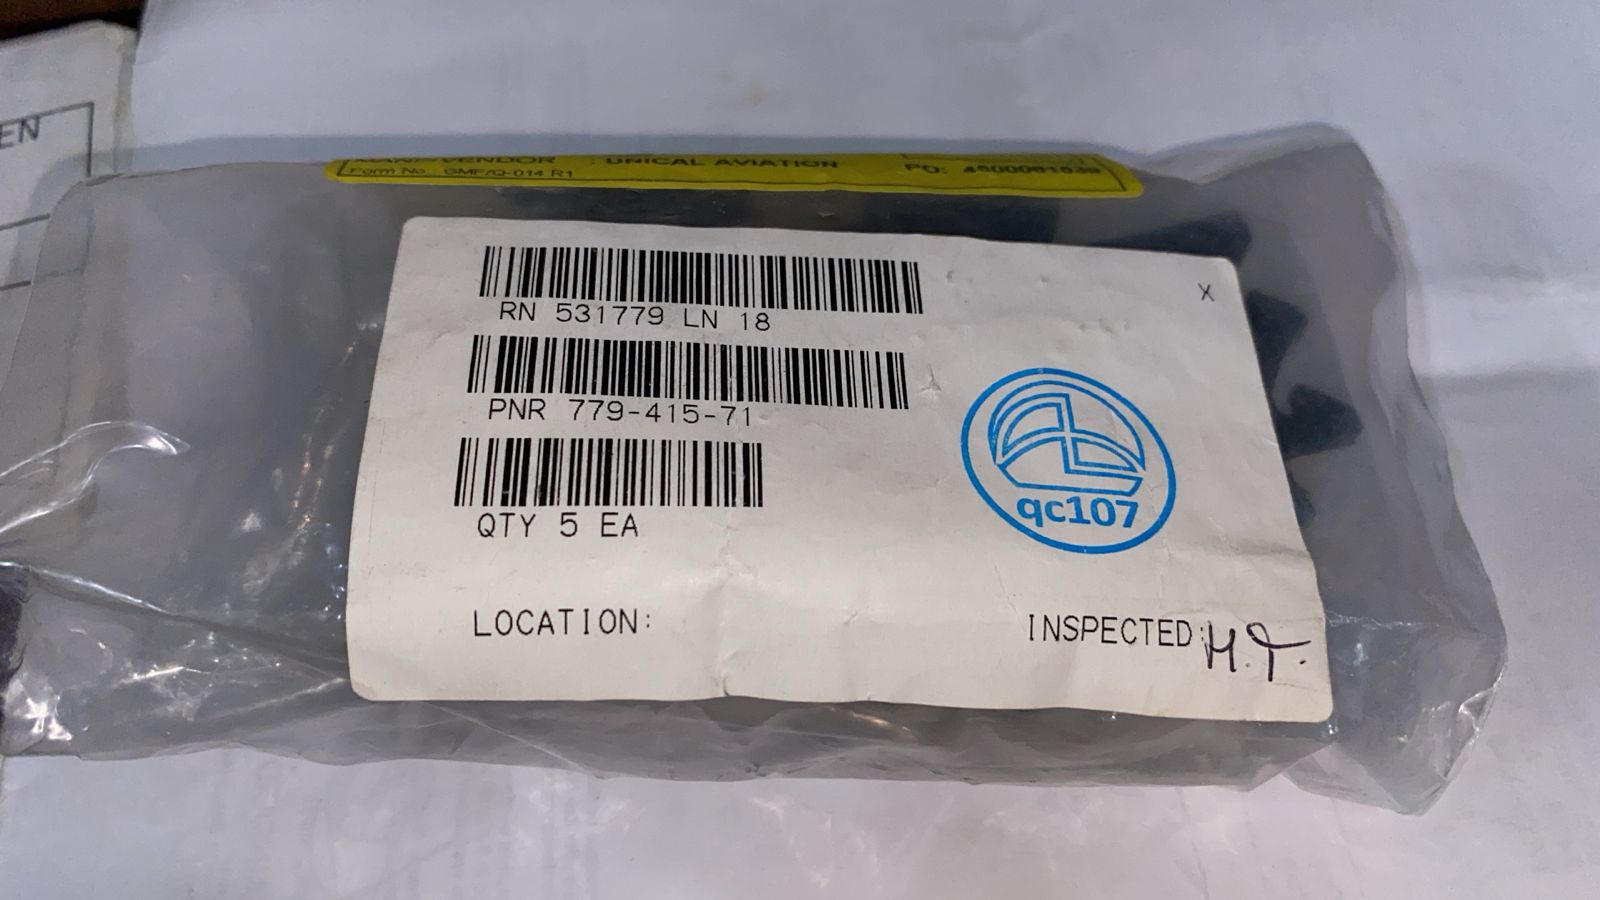 EN
MANF/VENDOR : UNICAL AVIATION PO:
Form No.: GMF/Q-014 R1
X
RN 531779 LN 18
PNR 779-415-71
QTY 5 EA
qc107
LOCATION:
INSPECTED: H.T.